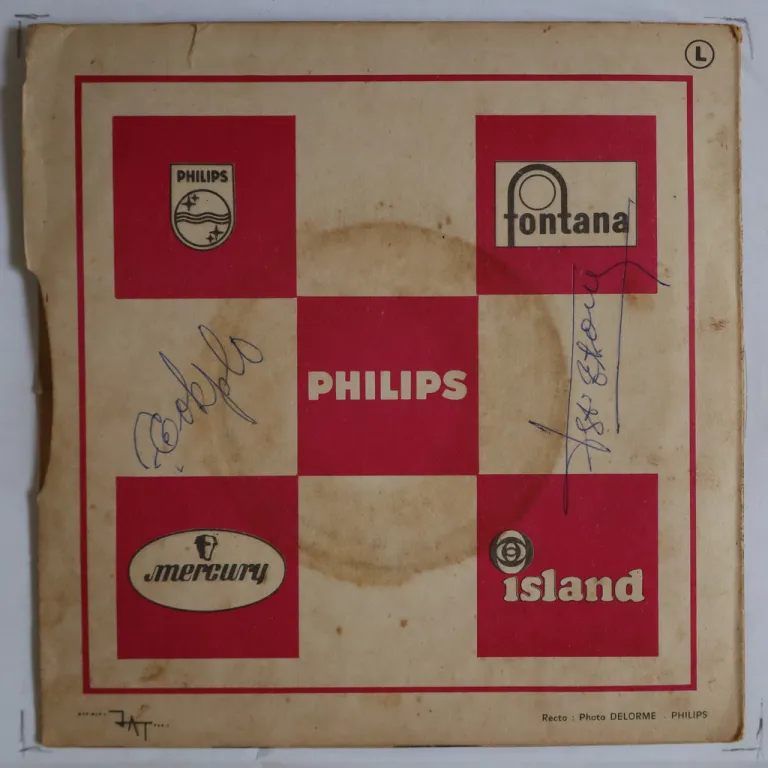 L
PHILIPS
fontana
PHILIPS
mercury
island
Recto : Photo DELORME - PHILIPS